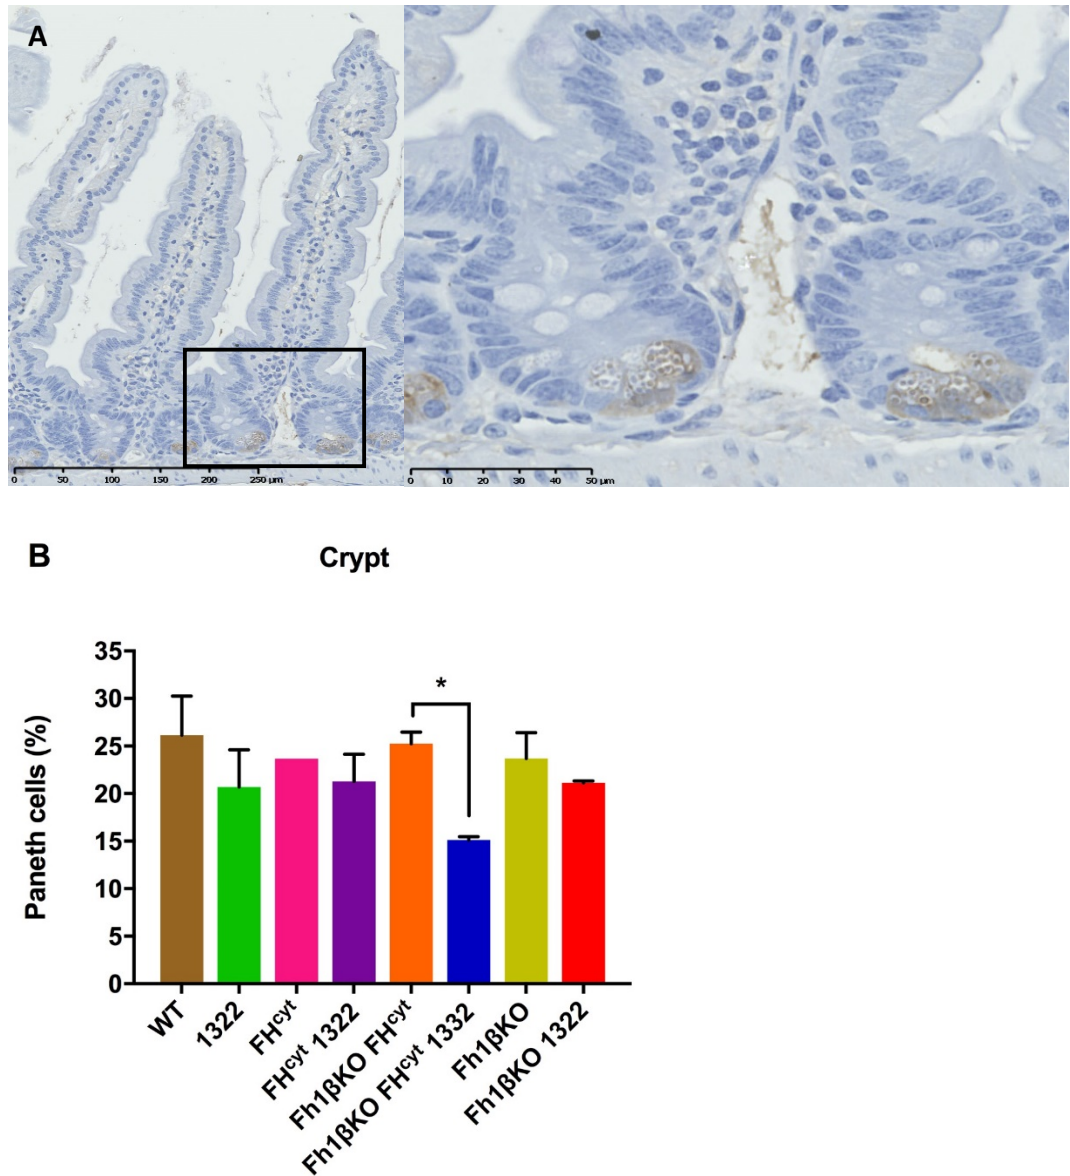 A
0 50 100 150 200 250 µm
0 10 20 30 40 50 µm
B
Crypt
Paneth cells (%)
35
30
25
20
15
10
5
0
*
WT
1322
FHcyt
FHcyt 1322
Fh1βKO FHcyt
Fh1βKO FHcyt 1332
Fh1βKO
Fh1βKO 1322